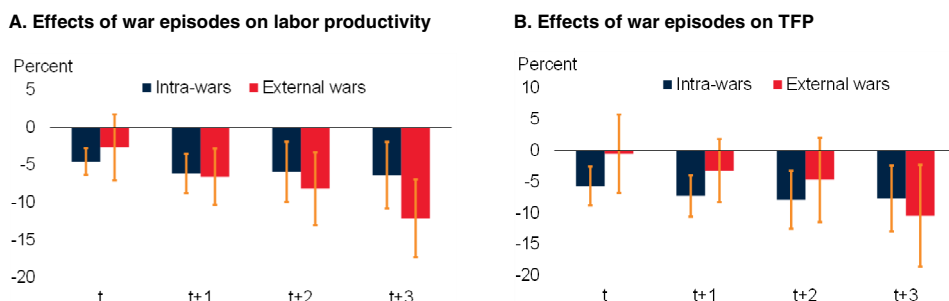 A. Effects of war episodes on labor productivity
Percent
Intra-wars External wars
5
0
-5
-10
-15
-20
t t+1 t+2 t+3
B. Effects of war episodes on TFP
Percent
Intra-wars External wars
10
5
0
-5
-10
-15
-20
t t+1 t+2 t+3